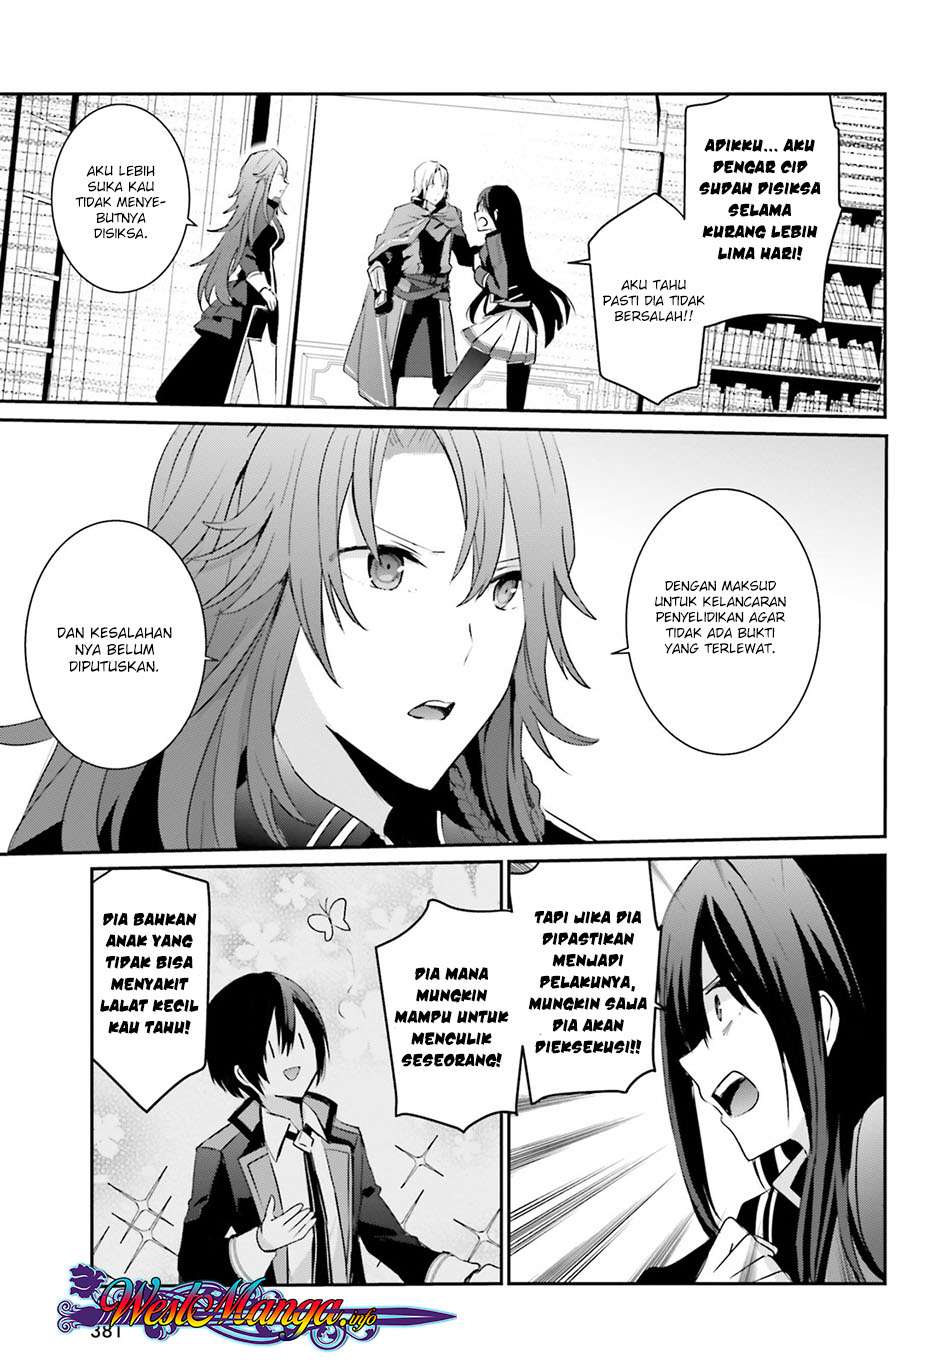 ADIKKU... AKU
DENGAR CID
SUDAH DISIKSA
SELAMA
KURANG LEBIH
LIMA HARI!
AKU TAHU
PASTI DIA TIDAK
BERSALAH!!
AKU LEBIH
SUKA KAU
TIDAK MENYE-
BUTNYA
DISIKSA.
DENGAN MAKSUD
UNTUK KELANCARAN
PENYELIDIKAN AGAR
TIDAK ADA BUKTI
YANG TERLEWAT.
DAN KESALAHAN
NYA BELUM
DIPUTUSKAN.
TAPI JIKA DIA
DIPASTIKAN
MENJADI
PELAKUNYA,
MUNGKIN SAJA
DIA AKAN
DIEKSEKUSI!!
DIA MANA
MUNGKIN
MAMPU UNTUK
MENCULIK
SESEORANG!
DIA BAHKAN
ANAK YANG
TIDAK BISA
MENYAKIT
LALAT KECIL
KAU TAHU!
WestManga.info
381